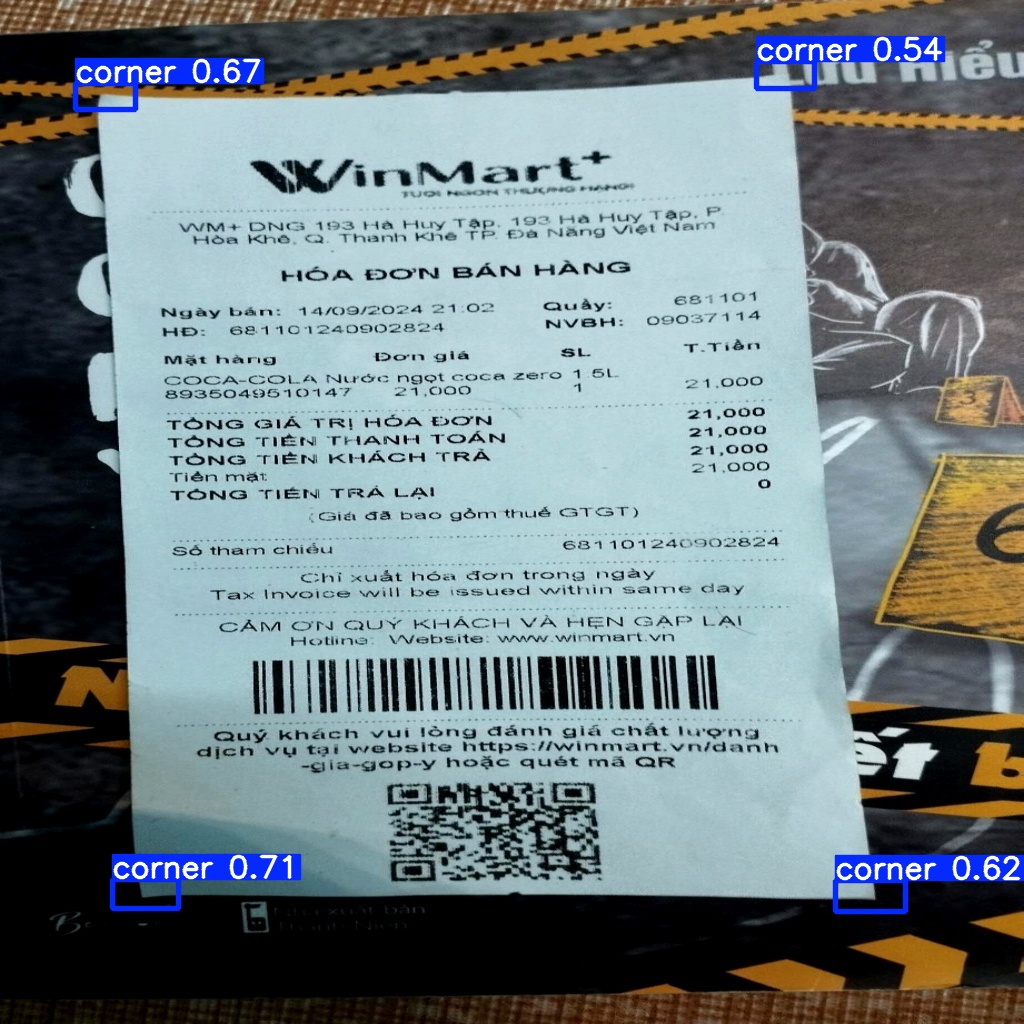 corner 0.67
corner 0.54
Lưu
WinMart+
TƯƠI NGON THƯỢNG HẠNG!
WM+ DNG 193 Hà Huy Tập, 193 Hà Huy Tập, P.
Hòa Khê, Q. Thanh Khê TP. Đà Nẵng Việt Nam
HÓA ĐƠN BÁN HÀNG
Ngày bán: 14/09/2024 21:02 Quầy: 681101
HĐ: 681101240902824 NVBH: 09037114
Mặt hàng Đơn giá SL T.Tiền
COCA-COLA Nước ngọt coca zero 1.5L
8935049510147 21,000 1 21,000
TỔNG GIÁ TRỊ HÓA ĐƠN 21,000
TỔNG TIỀN THANH TOÁN 21,000
TỔNG TIỀN KHÁCH TRẢ 21,000
Tiền mặt 21,000
TỔNG TIỀN TRẢ LẠI 0
(Giá đã bao gồm thuế GTGT)
Số tham chiếu 681101240902824
Chỉ xuất hóa đơn trong ngày
Tax Invoice will be issued within same day
CẢM ƠN QUÝ KHÁCH VÀ HẸN GẶP LẠI
Hotline: Website: www.winmart.vn
Quý khách vui lòng đánh giá chất lượng
dịch vụ tại website https://winmart.vn/danh
-gia-gop-y hoặc quét mã QR
6
corner 0.71
corner 0.62
Nhà xuất bản
Thanh Niên